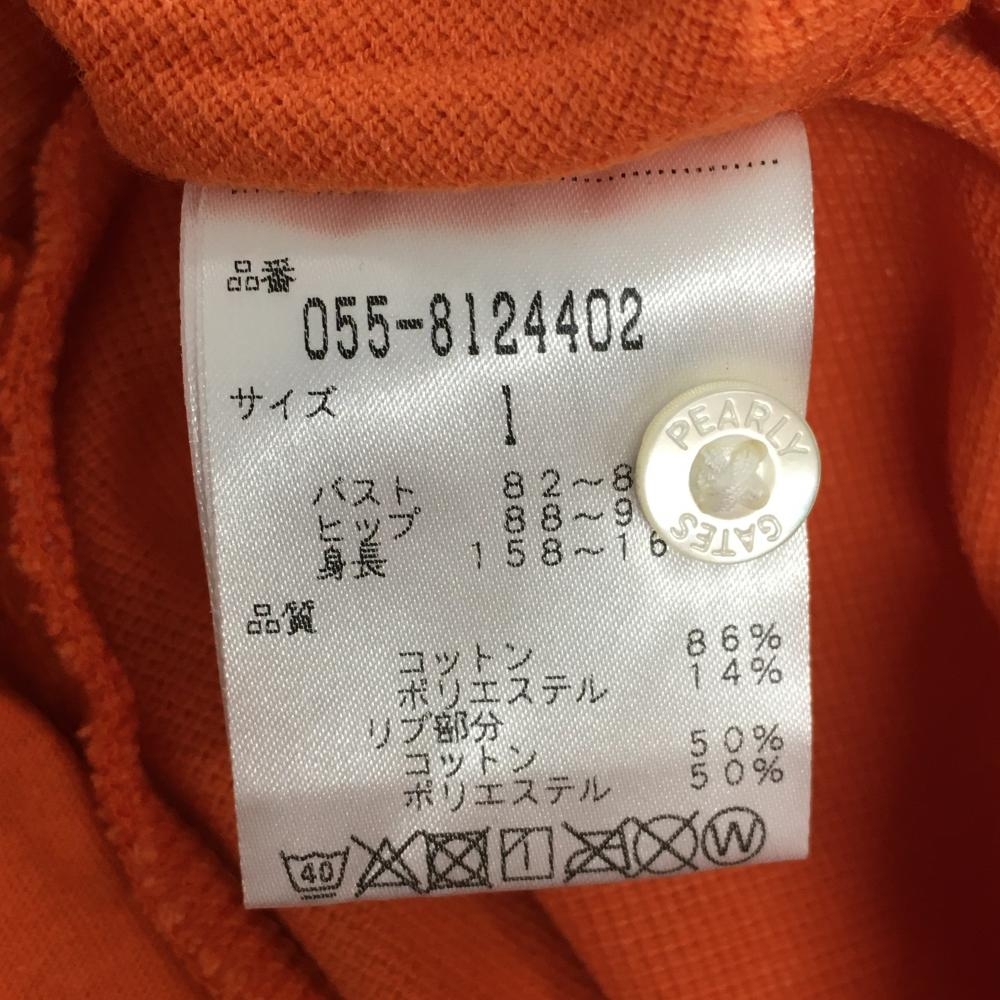 品番
055-8124402
サイズ 1
バスト 82~8
ヒップ 88~9
身長 158~16
品質
コットン 86%
ポリエステル 14%
リブ部分
コットン 50%
ポリエステル 50%
40 W
PEARLY
GATES